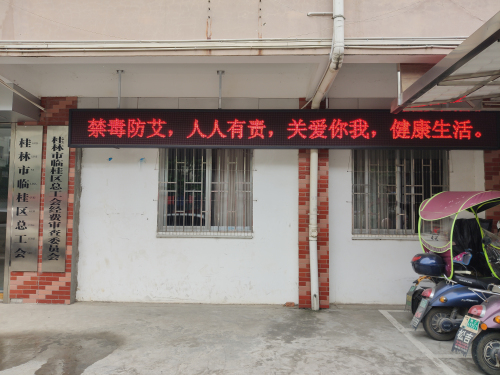 禁毒防艾，人人有责，关爱你我，健康生活。
桂林市临桂区总工会经费审查委员会
桂林市临桂区总工会